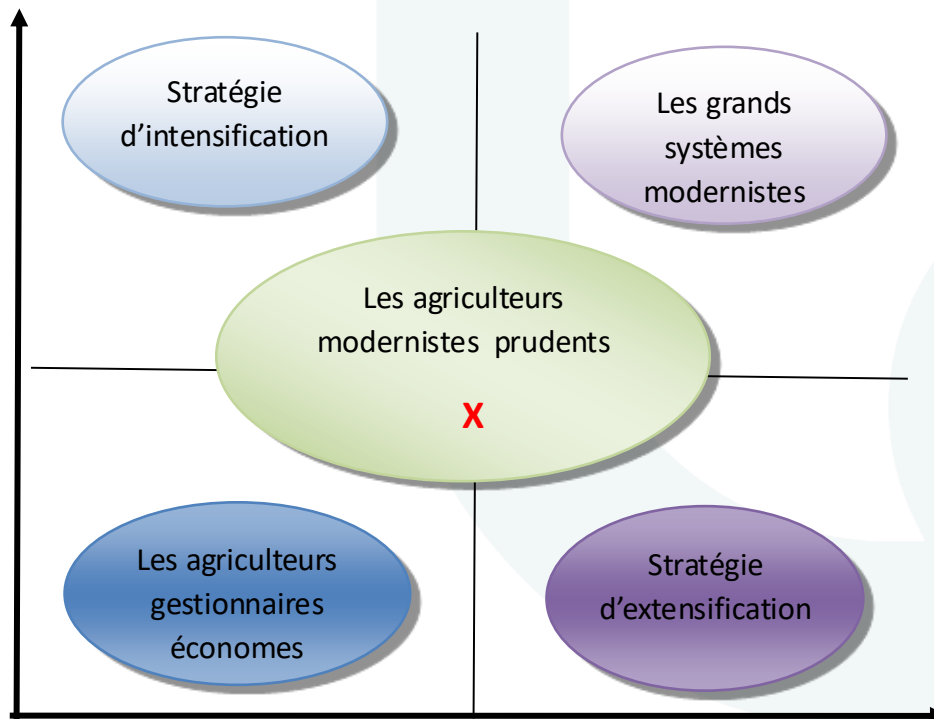 Stratégie
d’intensification
Les grands
systèmes
modernistes
Les agriculteurs
modernistes prudents
X
Les agriculteurs
gestionnaires
économes
Stratégie
d’extensification